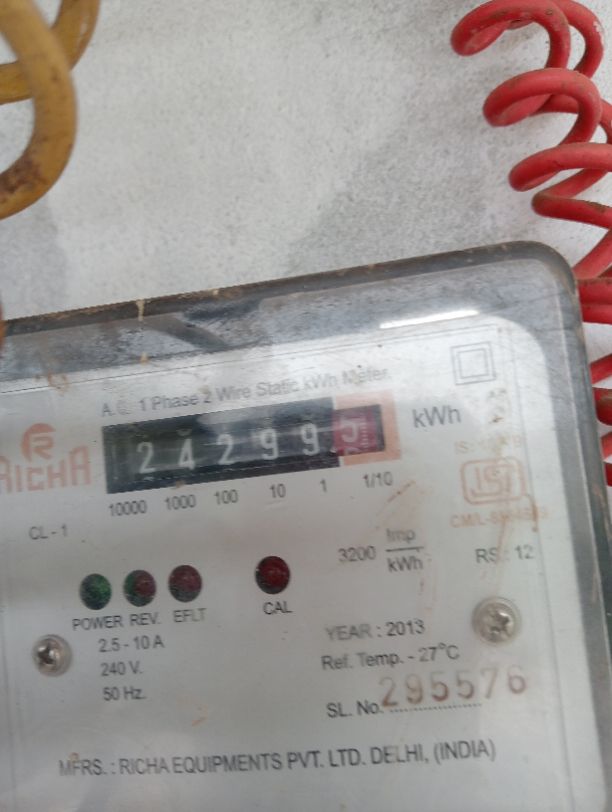 A.C. 1 Phase 2 Wire Static kWh Meter
RICHA
2 4 2 9 9 5
kWh
10000 1000 100 10 1 1/10
CL - 1
3200 Imp/kWh
RS : 12
POWER REV. EFLT CAL
2.5 - 10 A
240 V.
50 Hz.
YEAR : 2013
Ref. Temp. - 27°C
SL. No. 295576
MFRS. : RICHA EQUIPMENTS PVT. LTD. DELHI, (INDIA)